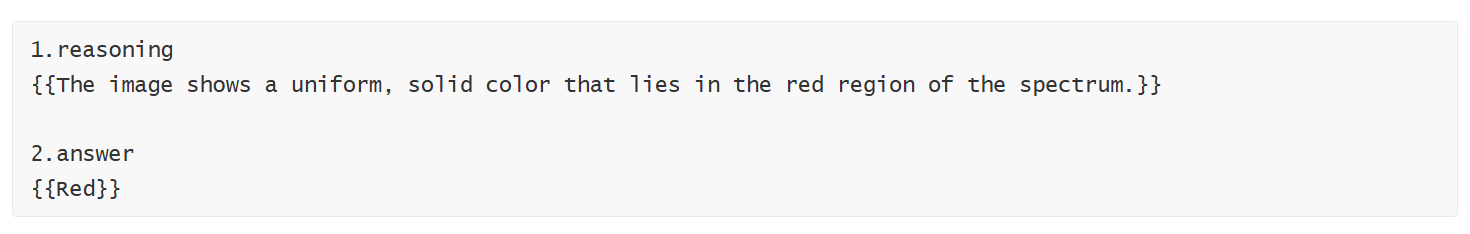 1.reasoning
{{The image shows a uniform, solid color that lies in the red region of the spectrum.}}

2.answer
{{Red}}